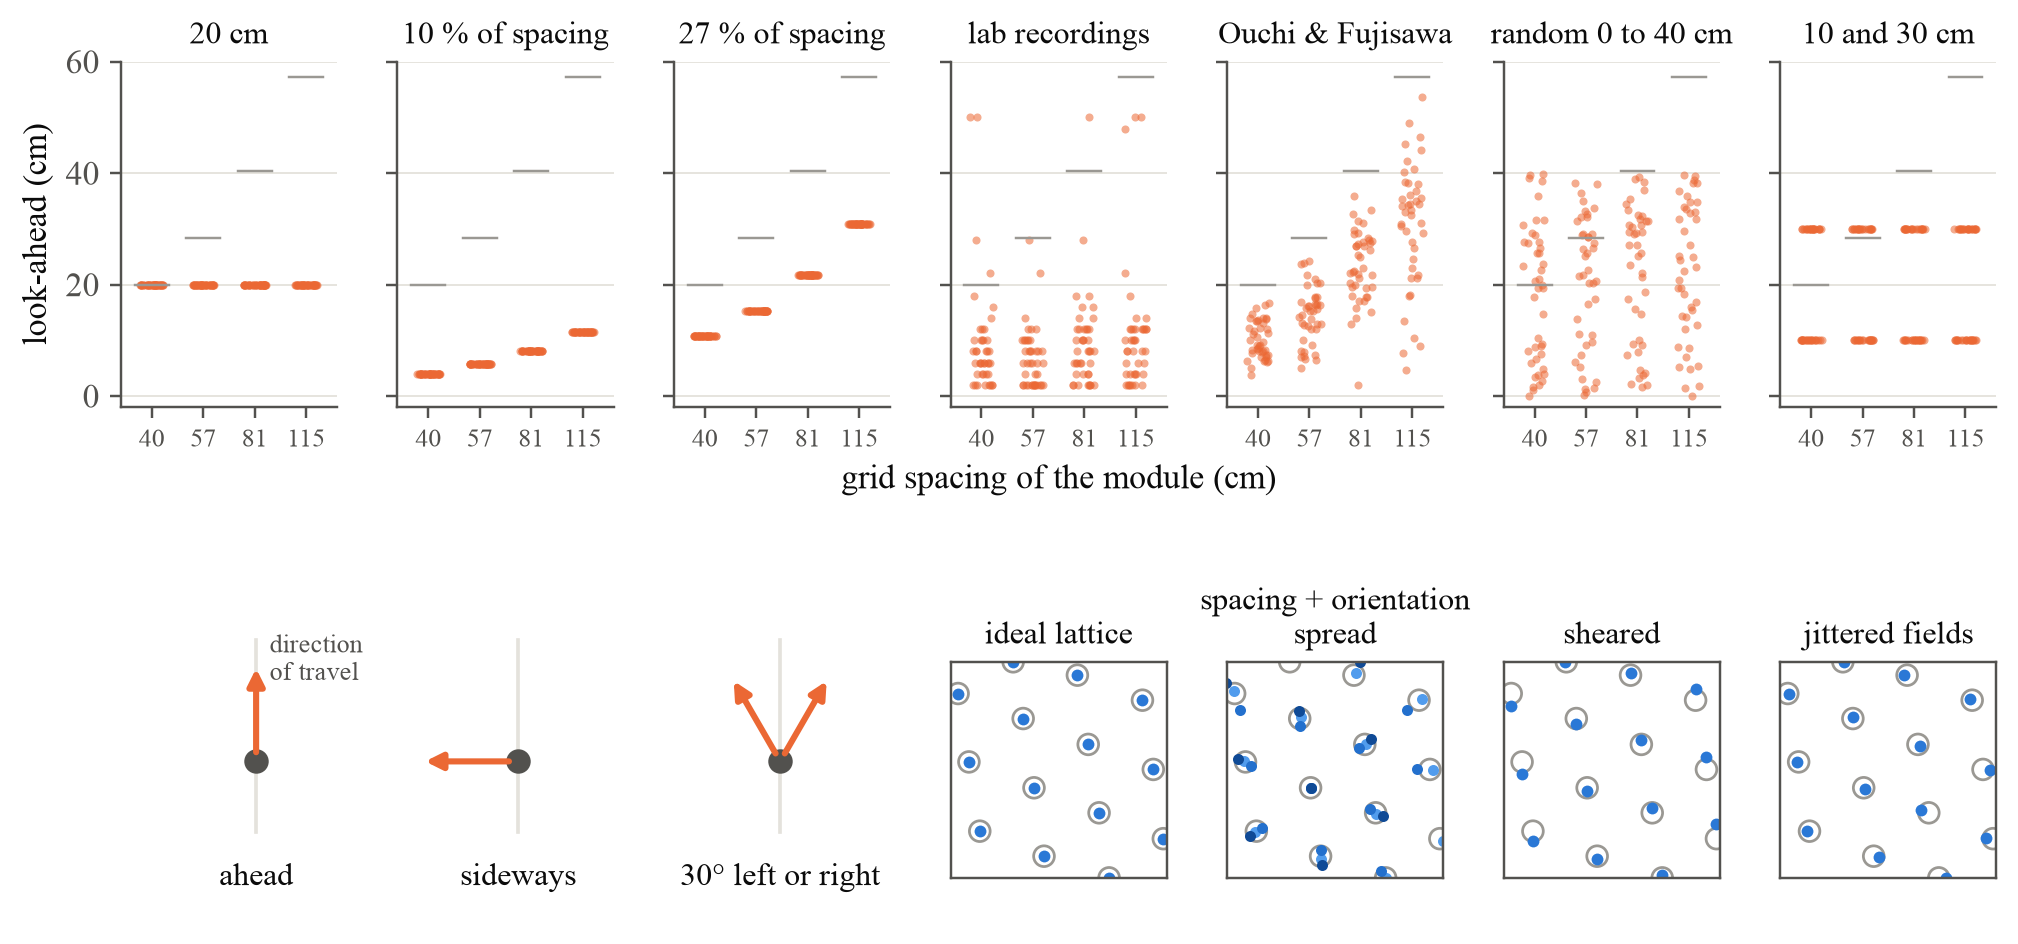 20 cm
10 % of spacing
27 % of spacing
lab recordings
Ouchi & Fujisawa
random 0 to 40 cm
10 and 30 cm
look-ahead (cm)
60
40
20
0
40 57 81 115
40 57 81 115
40 57 81 115
40 57 81 115
40 57 81 115
40 57 81 115
40 57 81 115
grid spacing of the module (cm)
direction
of travel
ahead
sideways
30° left or right
ideal lattice
spacing + orientation
spread
sheared
jittered fields